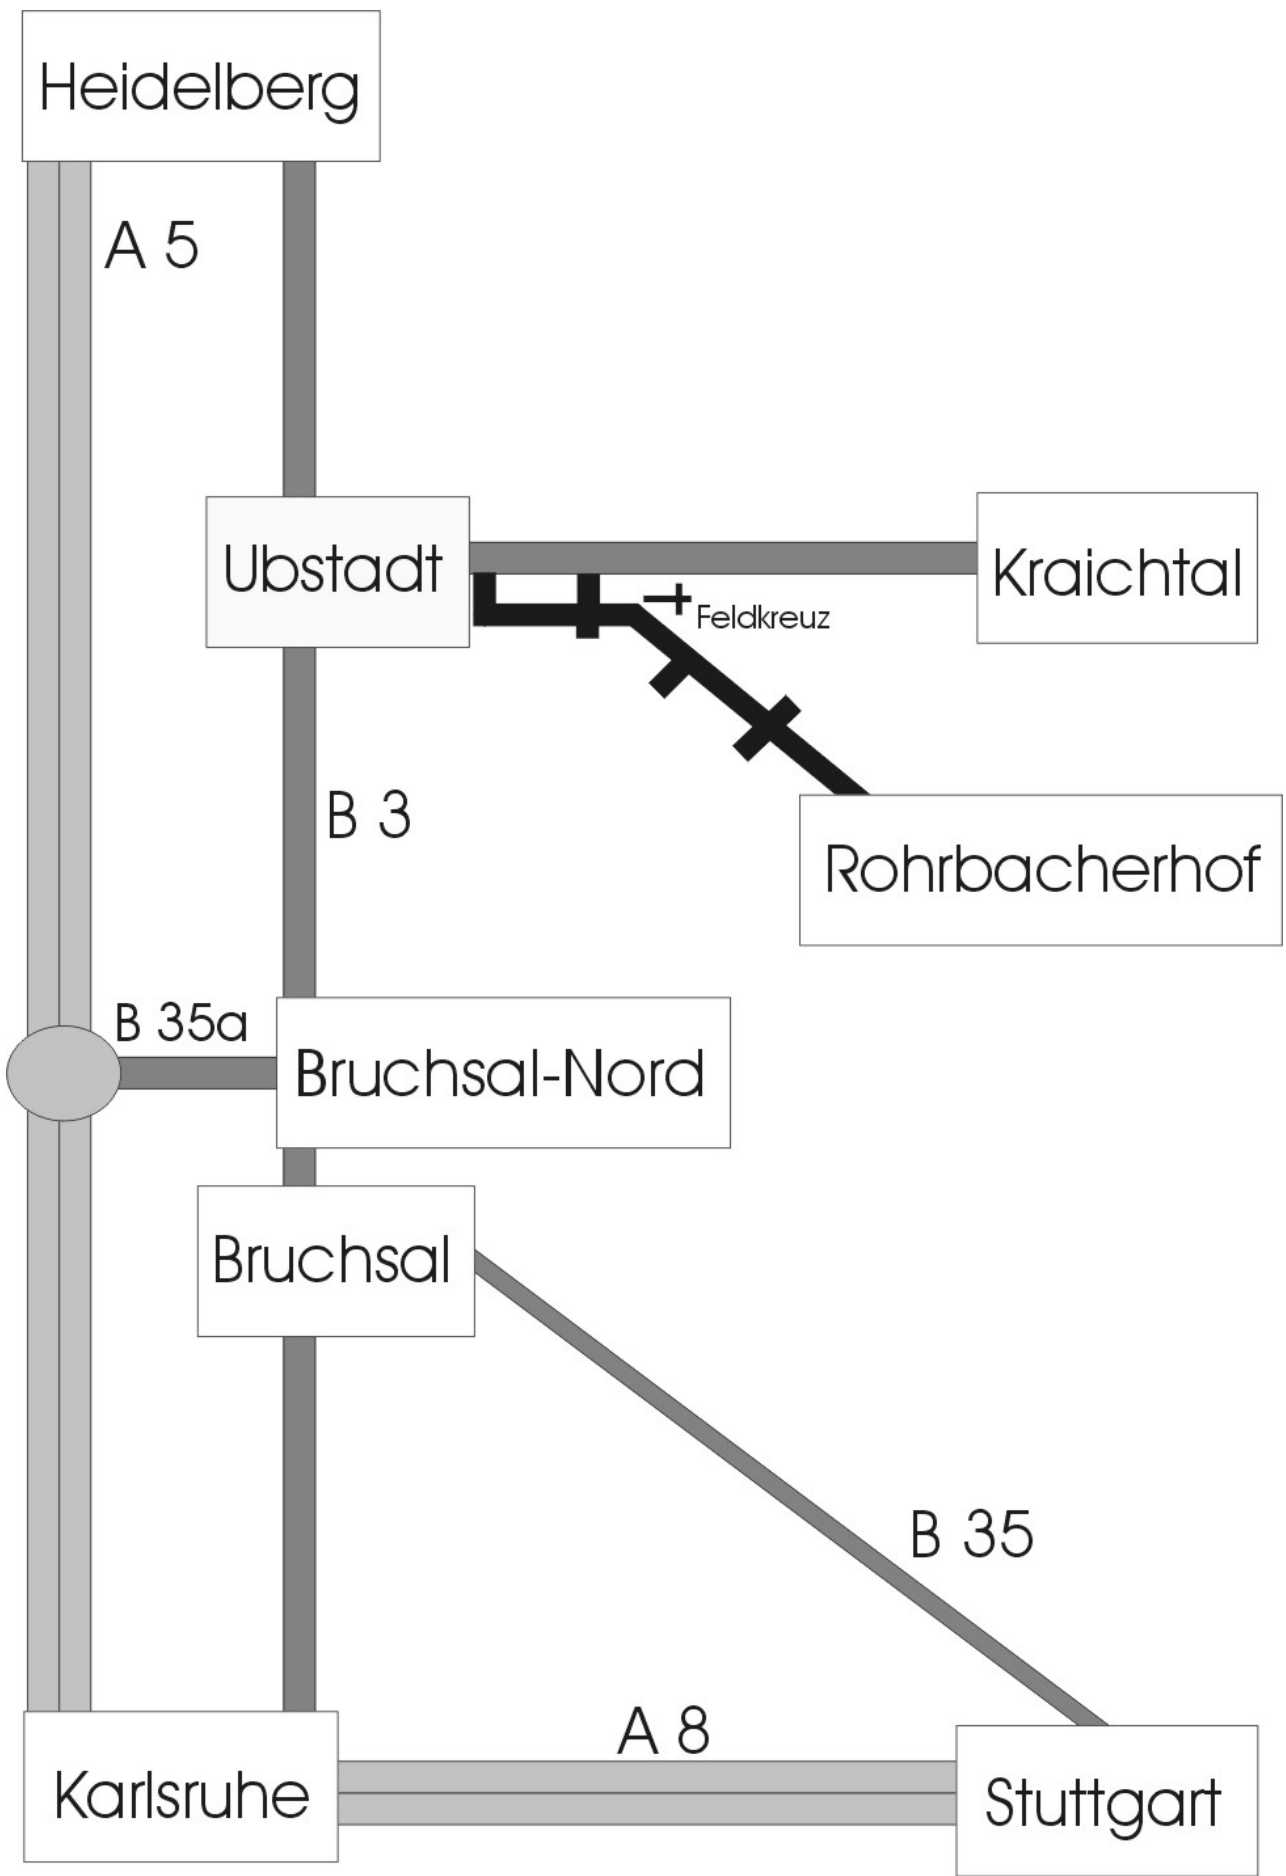 Heidelberg
A 5
Ubstadt
Kraichtal
Feldkreuz
B 3
Rohrbacherhof
B 35a
Bruchsal-Nord
Bruchsal
B 35
A 8
Karlsruhe
Stuttgart